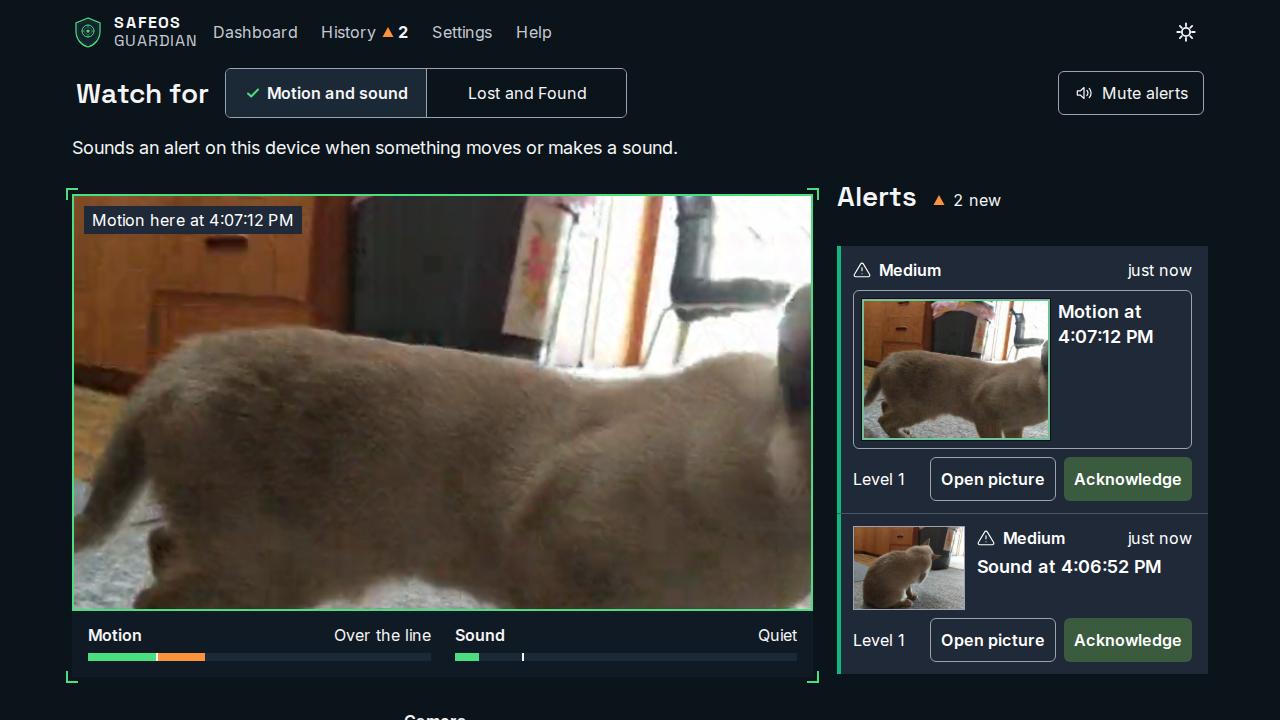 SAFEOS
GUARDIAN
Dashboard
History 2
Settings
Help
Watch for
Motion and sound
Lost and Found
Mute alerts
Sounds an alert on this device when something moves or makes a sound.
Motion here at 4:07:12 PM
Motion
Over the line
Sound
Quiet
Alerts
2 new
Medium
just now
Motion at
4:07:12 PM
Level 1
Open picture
Acknowledge
Medium
just now
Sound at 4:06:52 PM
Level 1
Open picture
Acknowledge